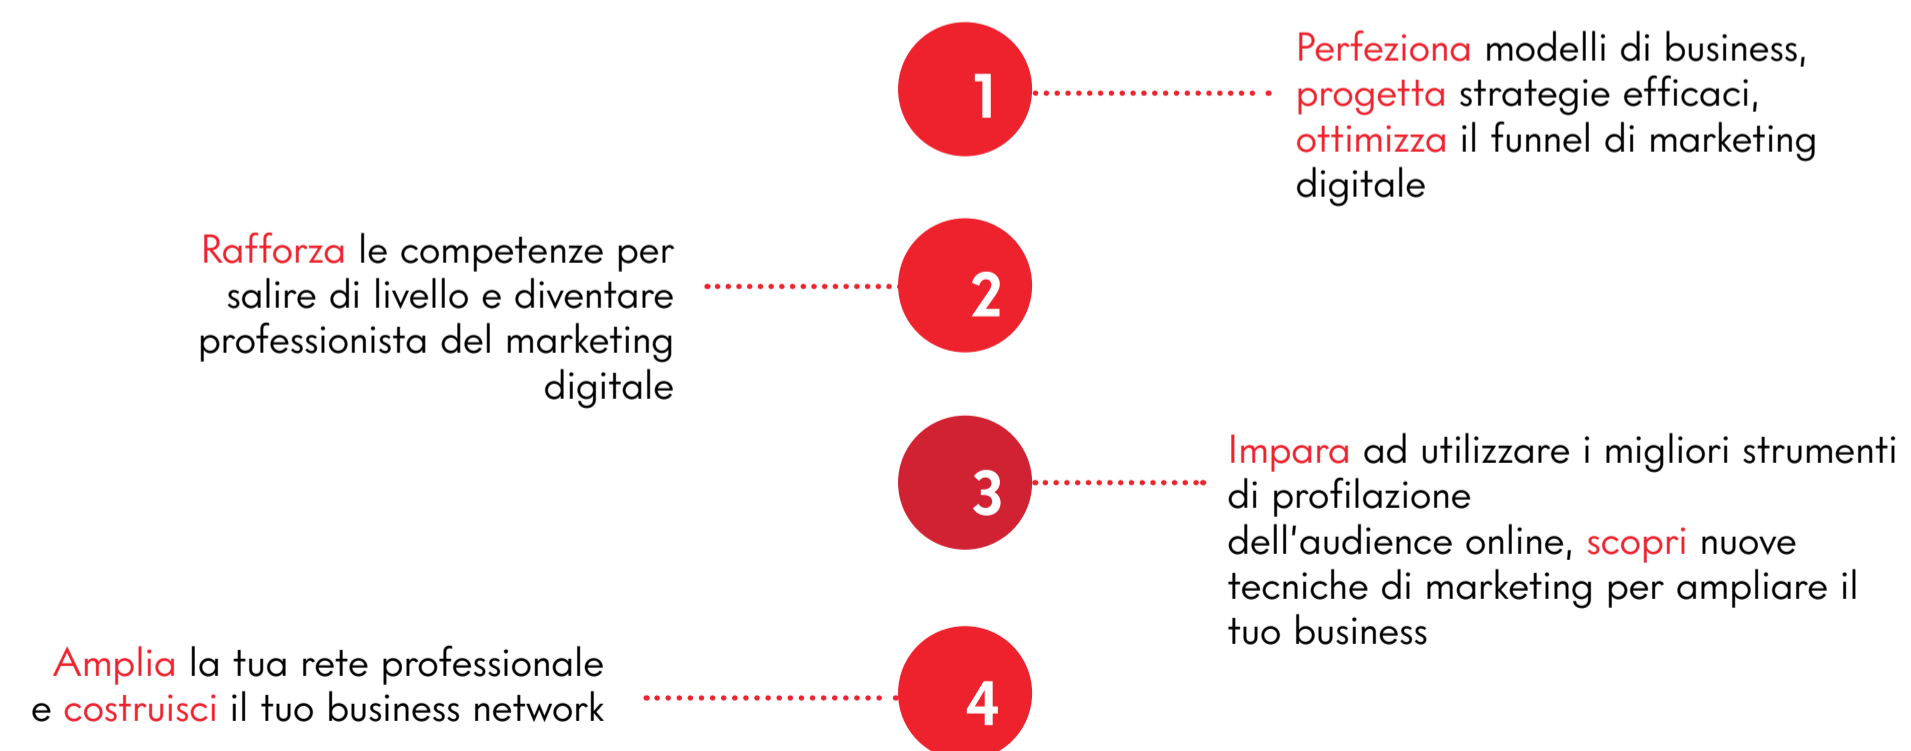 1
Perfeziona modelli di business,
progetta strategie efficaci,
ottimizza il funnel di marketing
digitale
2
Rafforza le competenze per
salire di livello e diventare
professionista del marketing
digitale
3
Impara ad utilizzare i migliori strumenti
di profilazione
dell'audience online, scopri nuove
tecniche di marketing per ampliare il
tuo business
4
Amplia la tua rete professionale
e costruisci il tuo business network